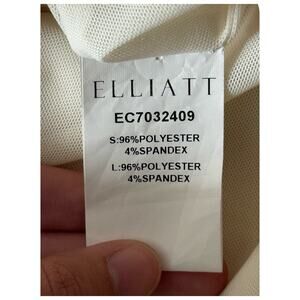 ELLIATT
EC7032409
S:96%POLYESTER
4%SPANDEX
L:96%POLYESTER
4%SPANDEX